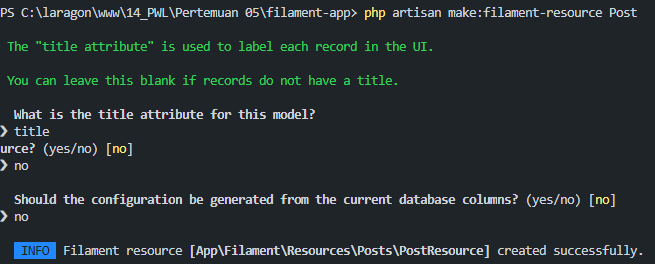 PS C:\laragon\www\14_PWL\Pertemuan 05\filament-app> php artisan make:filament-resource Post
The "title attribute" is used to label each record in the UI.
You can leave this blank if records do not have a title.
What is the title attribute for this model?
❯ title
urce? (yes/no) [no]
❯ no
Should the configuration be generated from the current database columns? (yes/no) [no]
❯ no
INFO Filament resource [App\Filament\Resources\Posts\PostResource] created successfully.